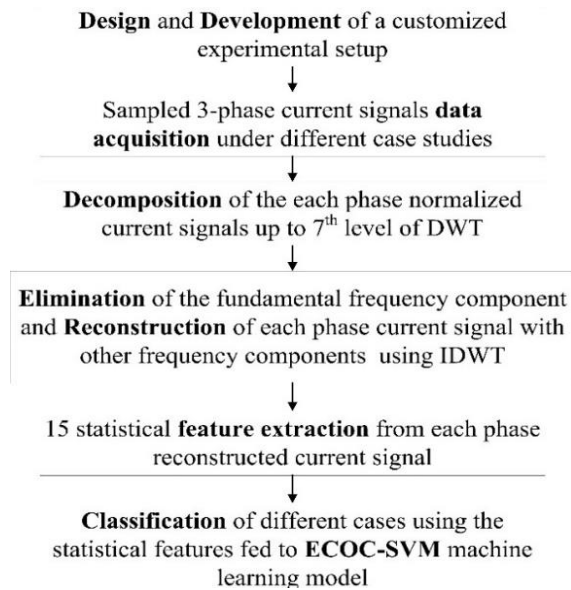 Design and Development of a customized
experimental setup
Sampled 3-phase current signals data
acquisition under different case studies
Decomposition of the each phase normalized
current signals up to 7th level of DWT
Elimination of the fundamental frequency component
and Reconstruction of each phase current signal with
other frequency components using IDWT
15 statistical feature extraction from each phase
reconstructed current signal
Classification of different cases using the
statistical features fed to ECOC-SVM machine
learning model